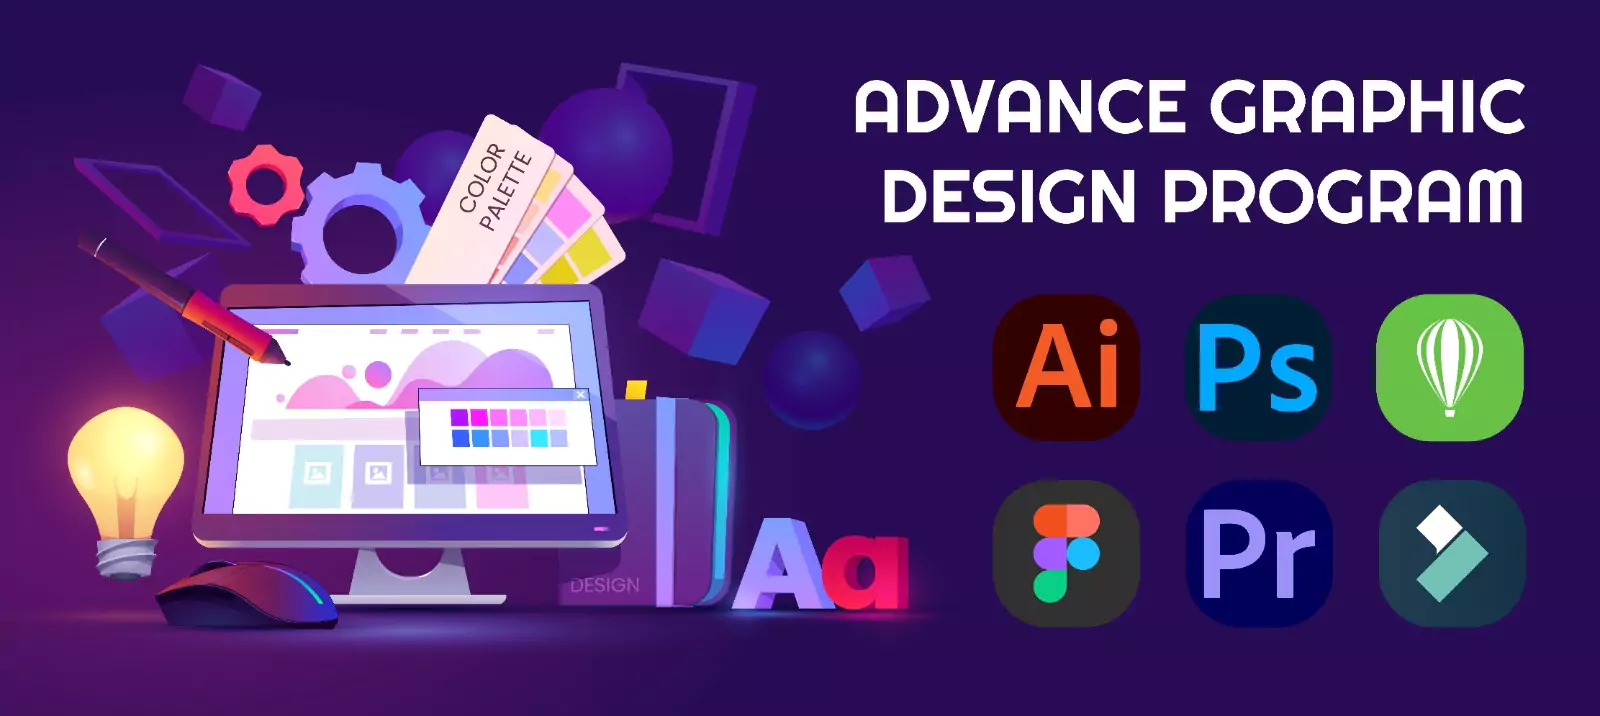 ADVANCE GRAPHIC
DESIGN PROGRAM
COLOR
PALETTE
Ai
Ps
Pr
DESIGN
Aa